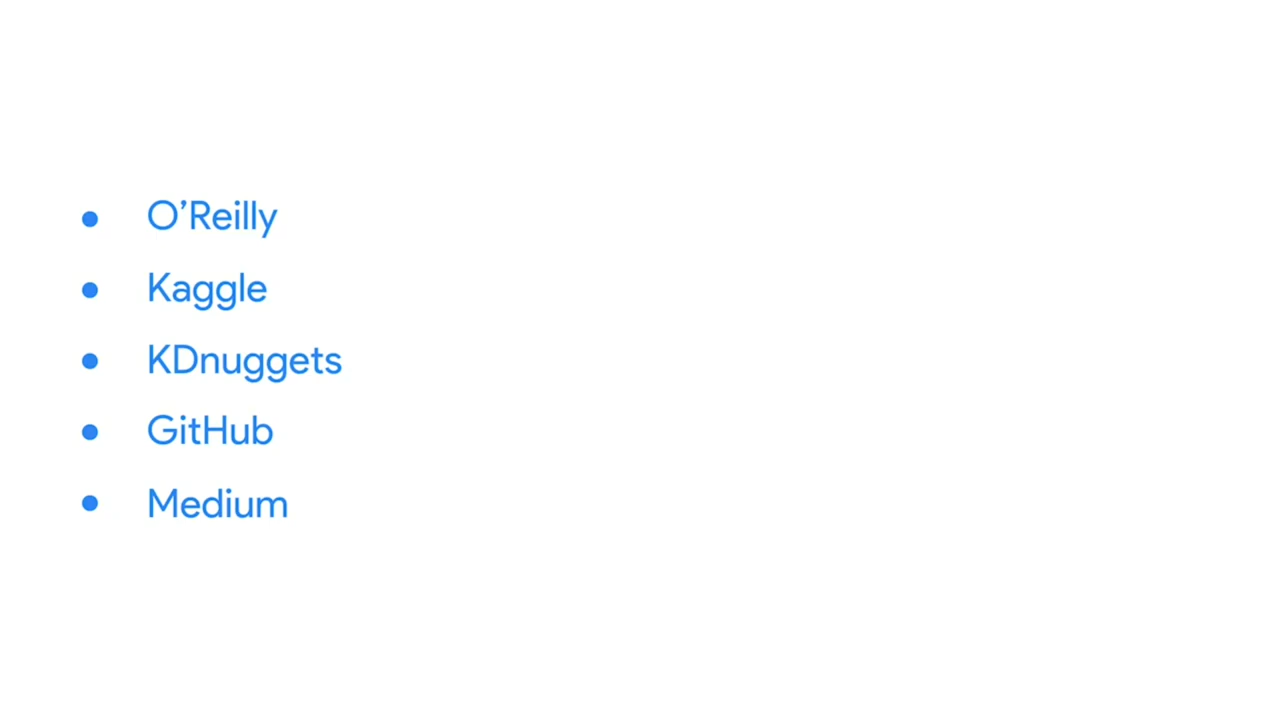 • O’Reilly
• Kaggle
• KDnuggets
• GitHub
• Medium